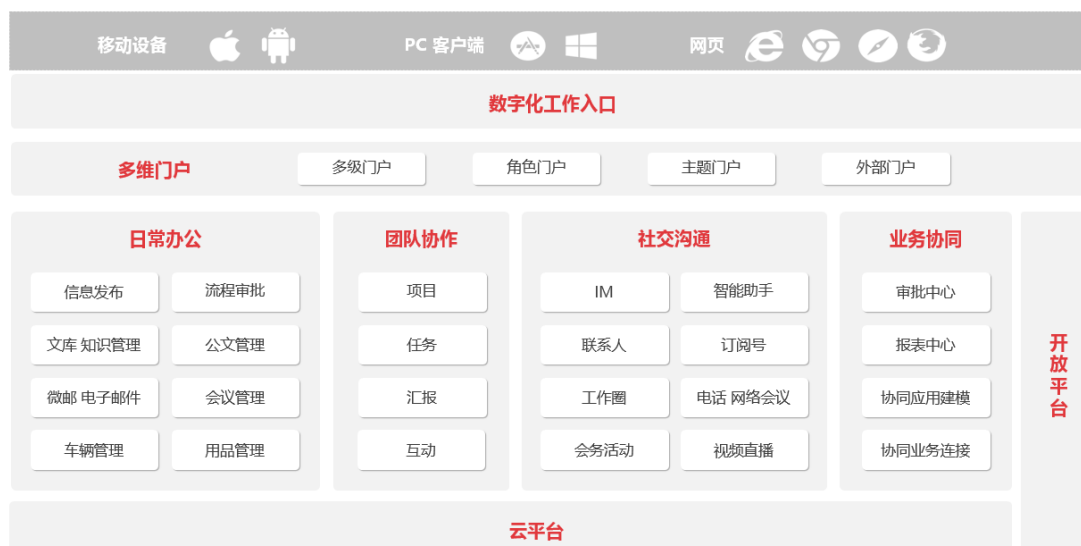 移动设备 PC 客户端 网页
数字化工作入口
多维门户 多级门户 角色门户 主题门户 外部门户
日常办公
信息发布 流程审批
文库 知识管理 公文管理
微邮 电子邮件 会议管理
车辆管理 用品管理
团队协作
项目
任务
汇报
互动
社交沟通
IM 智能助手
联系人 订阅号
工作圈 电话 网络会议
会务活动 视频直播
业务协同
审批中心
报表中心
协同应用建模
协同业务连接
开放平台
云平台